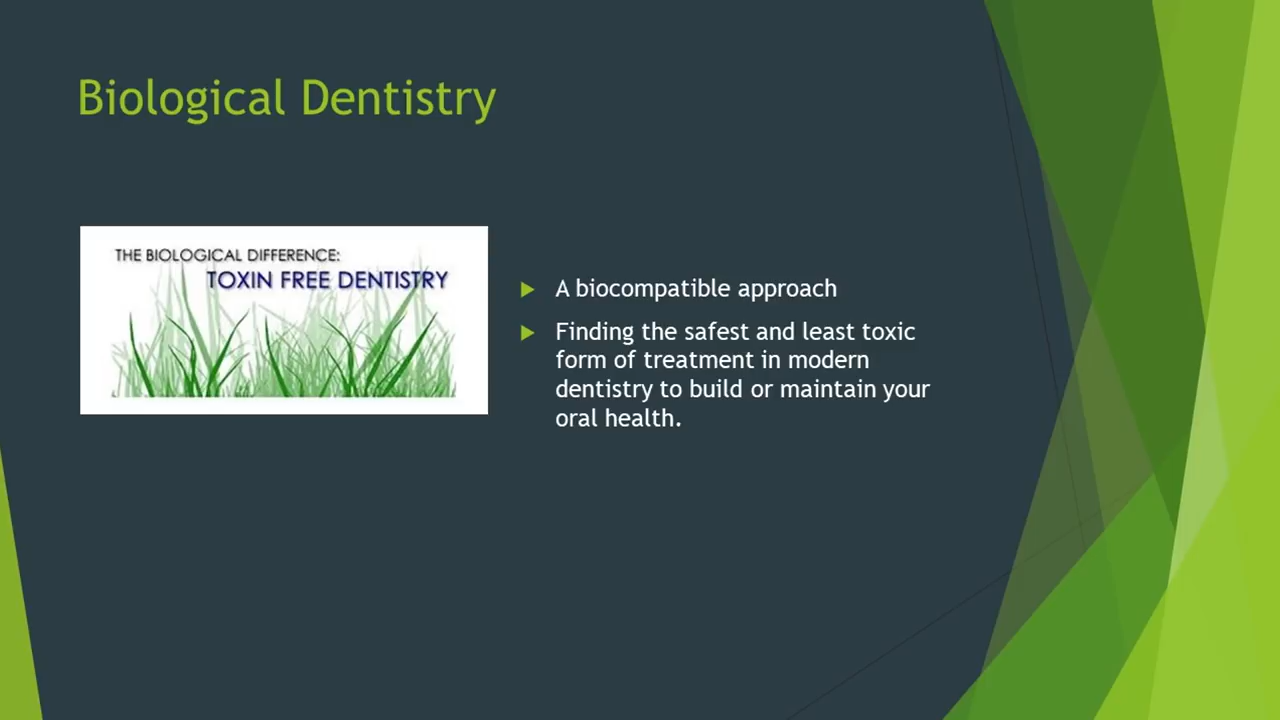 Biological Dentistry
THE BIOLOGICAL DIFFERENCE:
TOXIN FREE DENTISTRY
A biocompatible approach
Finding the safest and least toxic
form of treatment in modern
dentistry to build or maintain your
oral health.